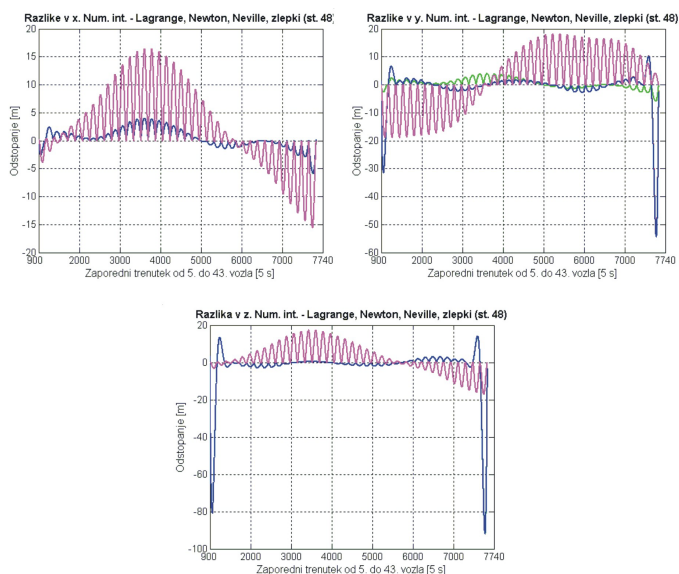 Razlike v x. Num. int. - Lagrange, Newton, Neville, zlepki (st. 48)
20
15
10
5
0
-5
-10
-15
-20
Odstopanje [m]
900 2000 3000 4000 5000 6000 7000 7740
Zaporedni trenutek od 5. do 43. vozla [5 s]
Razlike v y. Num. int. - Lagrange, Newton, Neville, zlepki (st. 48)
20
10
0
-10
-20
-30
-40
-50
-60
Odstopanje [m]
900 2000 3000 4000 5000 6000 7000 7740
Zaporedni trenutek od 5. do 43. vozla [5 s]
Razlika v z. Num. int. - Lagrange, Newton, Neville, zlepki (st. 48)
20
0
-20
-40
-60
-80
-100
Odstopanje [m]
900 2000 3000 4000 5000 6000 7000 7740
Zaporedni trenutek od 5. do 43. vozla [5 s]